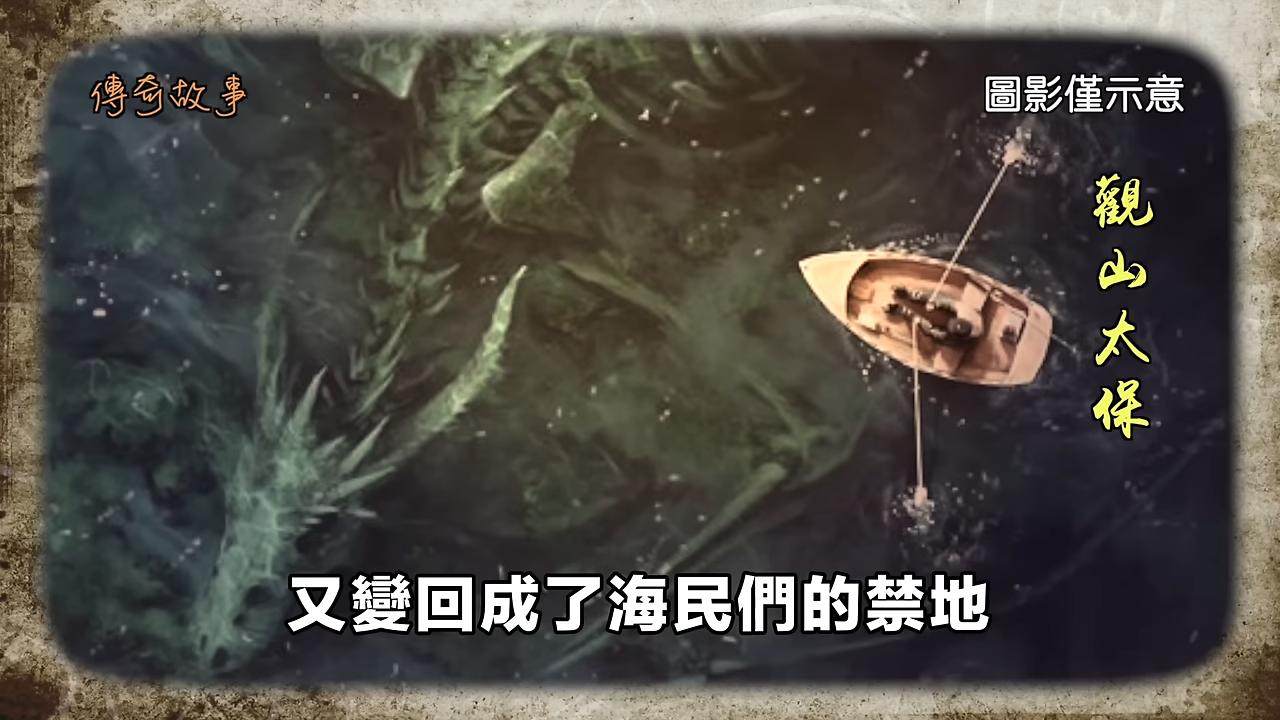 傳奇故事
圖影僅示意
觀山太保
又變回成了海民們的禁地